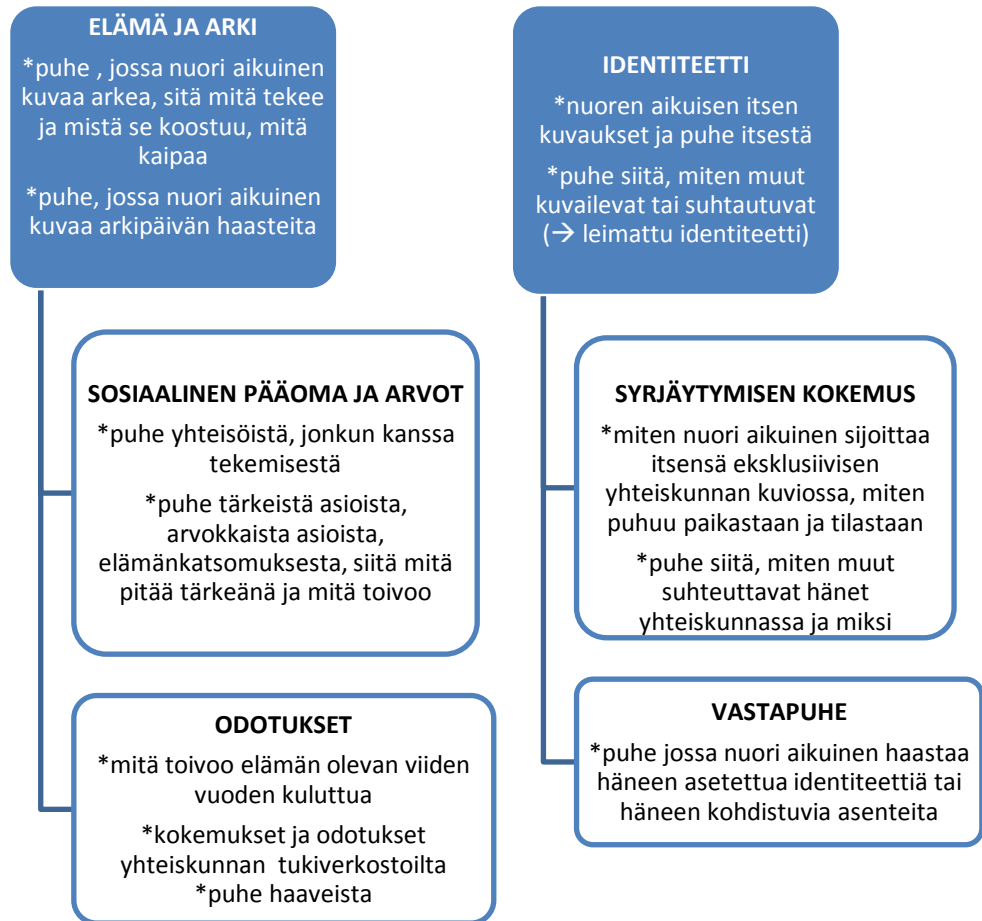 ELÄMÄ JA ARKI
*puhe , jossa nuori aikuinen
kuvaa arkea, sitä mitä tekee
ja mistä se koostuu, mitä
kaipaa
*puhe, jossa nuori aikuinen
kuvaa arkipäivän haasteita
SOSIAALINEN PÄÄOMA JA ARVOT
*puhe yhteisöistä, jonkun kanssa
tekemisestä
*puhe tärkeistä asioista,
arvokkaista asioista,
elämänkatsomuksesta, siitä mitä
pitää tärkeänä ja mitä toivoo
ODOTUKSET
*mitä toivoo elämän olevan viiden
vuoden kuluttua
*kokemukset ja odotukset
yhteiskunnan tukiverkostoilta
*puhe haaveista
IDENTITEETTI
*nuoren aikuisen itsen
kuvaukset ja puhe itsestä
*puhe siitä, miten muut
kuvailevat tai suhtautuvat
(→ leimattu identiteetti)
SYRJÄYTYMISEN KOKEMUS
*miten nuori aikuinen sijoittaa
itsensä eksklusiivisen
yhteiskunnan kuviossa, miten
puhuu paikastaan ja tilastaan
*puhe siitä, miten muut
suhteuttavat hänet
yhteiskunnassa ja miksi
VASTAPUHE
*puhe jossa nuori aikuinen haastaa
häneen asetettua identiteettiä tai
häneen kohdistuvia asenteita